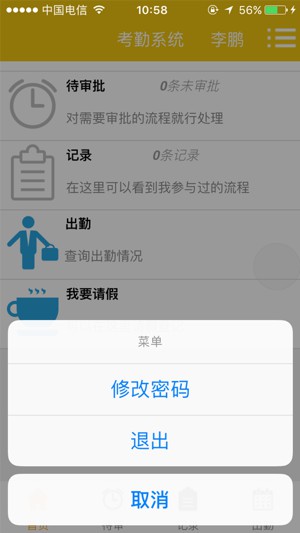 中国电信 10:58 56%
考勤系统 李鹏
待审批 0条未审批
对需要审批的流程就行处理
记录 0条记录
在这里可以看到我参与过的流程
出勤
查询出勤情况
我要请假
菜单
修改密码
退出
取消
首页 待审 记录 出勤